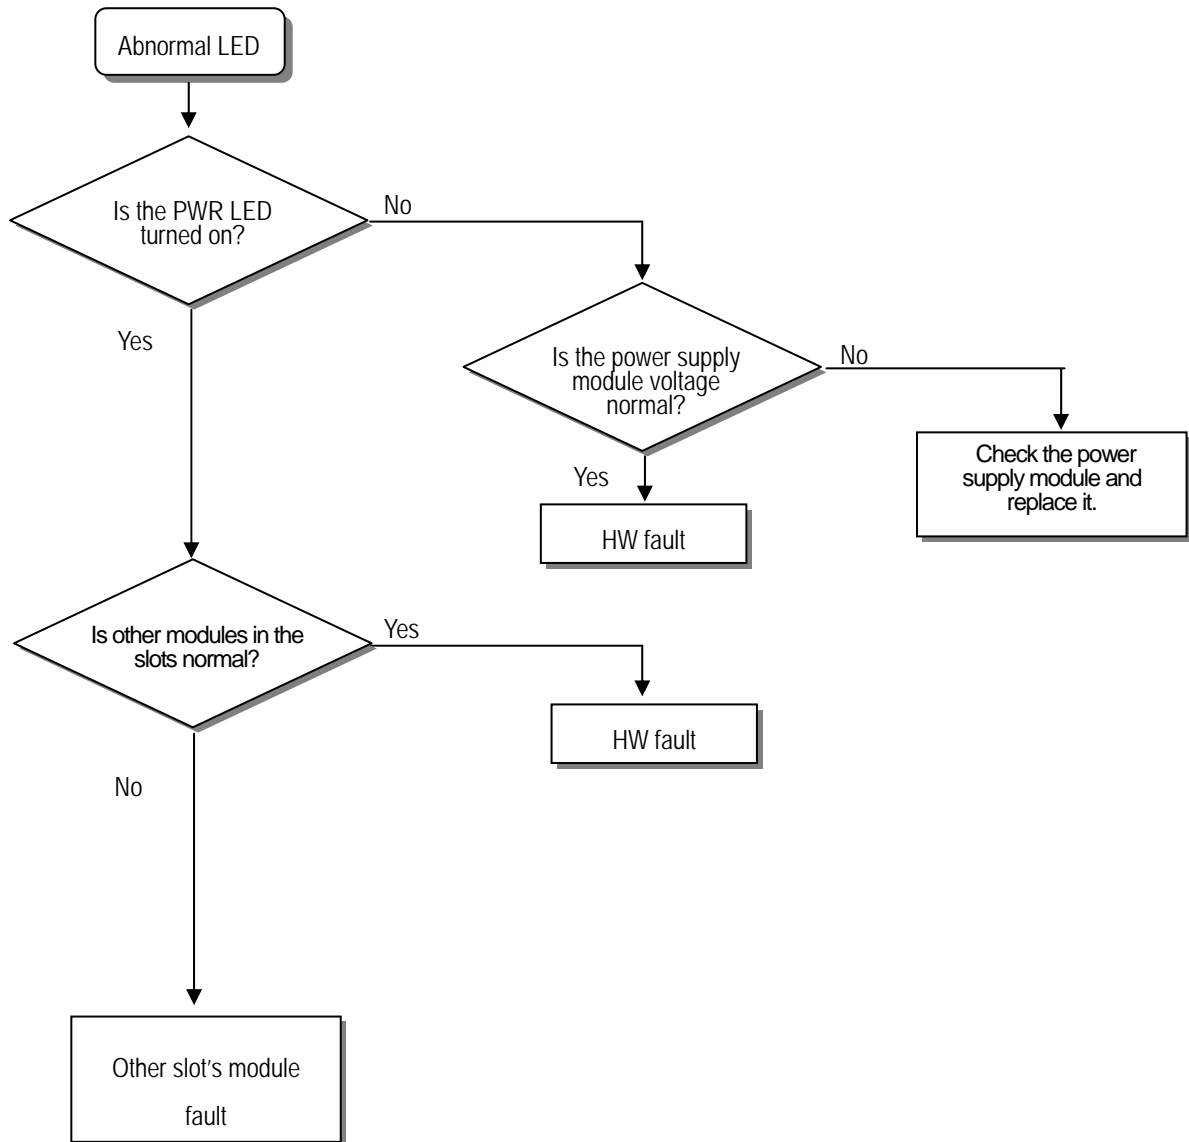 Abnormal LED
Is the PWR LED
turned on?
No
Yes
Is the power supply
module voltage
normal?
No
Yes
Check the power
supply module and
replace it.
HW fault
Is other modules in the
slots normal?
Yes
HW fault
No
Other slot's module
fault